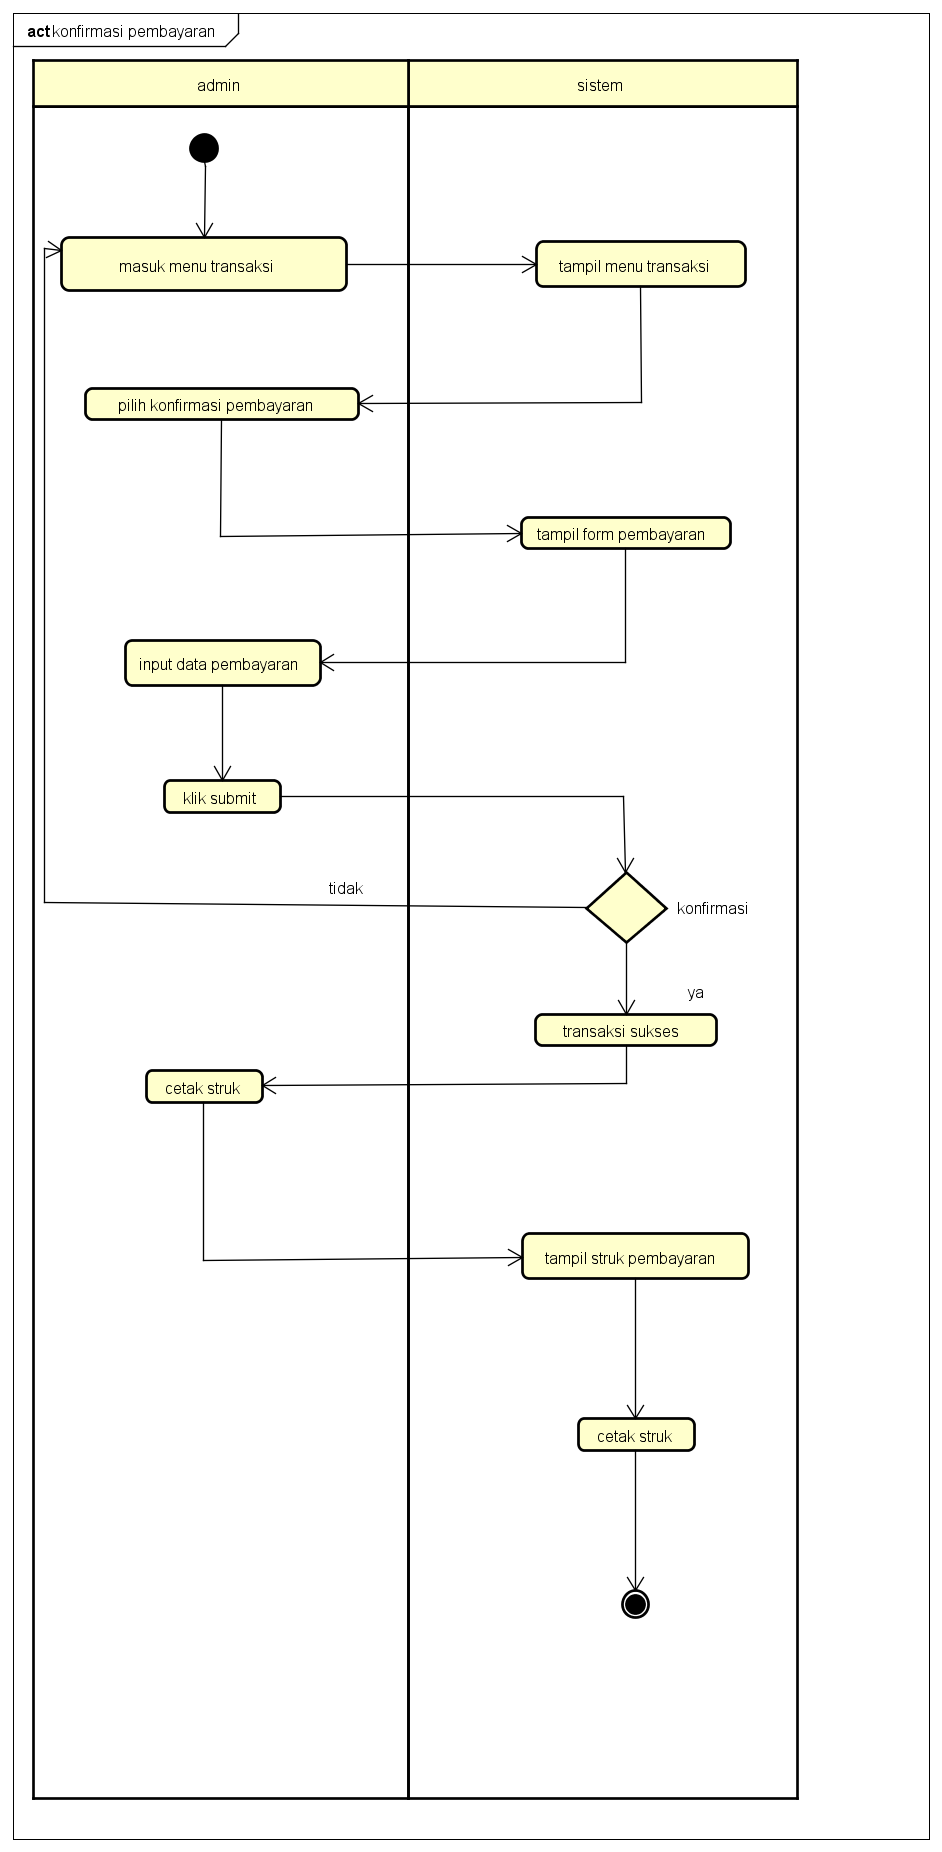 act konfirmasi pembayaran
admin
sistem
masuk menu transaksi
tampil menu transaksi
pilih konfirmasi pembayaran
tampil form pembayaran
input data pembayaran
klik submit
tidak
konfirmasi
ya
transaksi sukses
cetak struk
tampil struk pembayaran
cetak struk